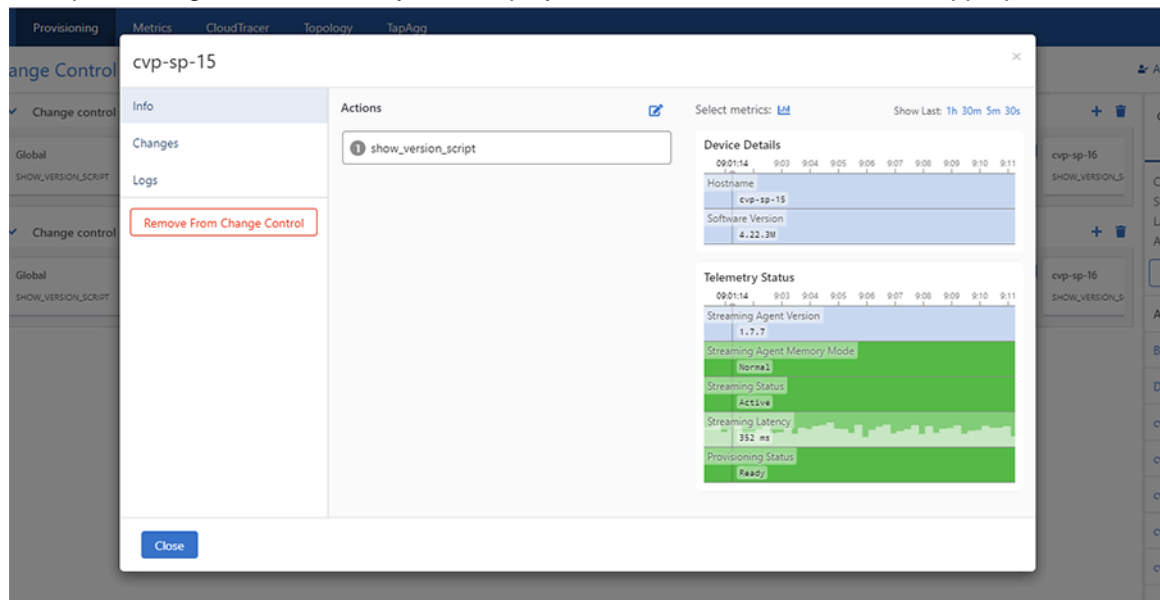 Provisioning Metrics CloudTracer Topology TapAgg
ange Control
Change control
Global
SHOW_VERSION_SCRIPT
Change control
Global
SHOW_VERSION_SCRIPT
cvp-sp-15
×
Info
Changes
Logs
Remove From Change Control
Actions
1 show_version_script
Select metrics: Show Last: 1h 30m 5m 30s
Device Details
09:01:14 9:03 9:04 9:05 9:06 9:07 9:08 9:09 9:10 9:11
Hostname
cvp-sp-15
Software Version
4.22.3M
Telemetry Status
09:01:14 9:03 9:04 9:05 9:06 9:07 9:08 9:09 9:10 9:11
Streaming Agent Version
1.7.7
Streaming Agent Memory Mode
Normal
Streaming Status
Active
Streaming Latency
352 ms
Provisioning Status
Ready
Close
cvp-sp-16
SHOW_VERSION_S
cvp-sp-16
SHOW_VERSION_S